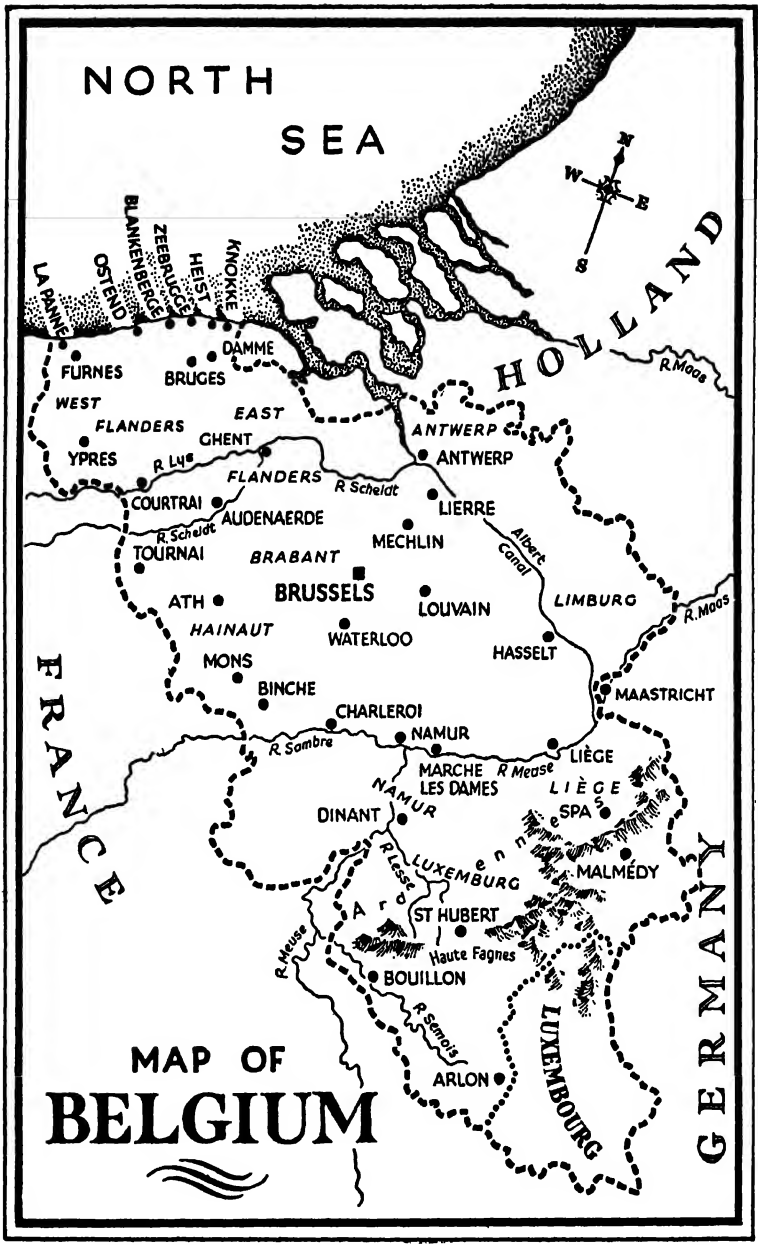 NORTH
SEA
N
W
E
S
LA PANNE
OSTEND
BLANKENBERGE
ZEEBRUGGE
HEIST
KNOKKE
HOLLAND
R. Maas
DAMME
FURNES
BRUGES
WEST
FLANDERS
EAST
FLANDERS
ANTWERP
GHENT
YPRES
R Lys
ANTWERP
R Scheldt
COURTRAI
AUDENAERDE
LIERRE
R. Scheldt
MECHLIN
Albert
Canal
TOURNAI
BRABANT
BRUSSELS
LOUVAIN
LIMBURG
R. Maas
ATH
HAINAUT
WATERLOO
HASSELT
MONS
BINCHE
MAASTRICHT
FRANCE
CHARLEROI
NAMUR
R. Sambre
MARCHE
LES DAMES
R Mease
LIÈGE
LIÈGE
NAMUR
DINANT
SPA
Ardennes
MALMÉDY
R Lesse
LUXEMBURG
ST HUBERT
Haute Fagnes
R. Meuse
BOUILLON
R. Semois
ARLON
LUXEMBOURG
GERMANY
MAP OF
BELGIUM